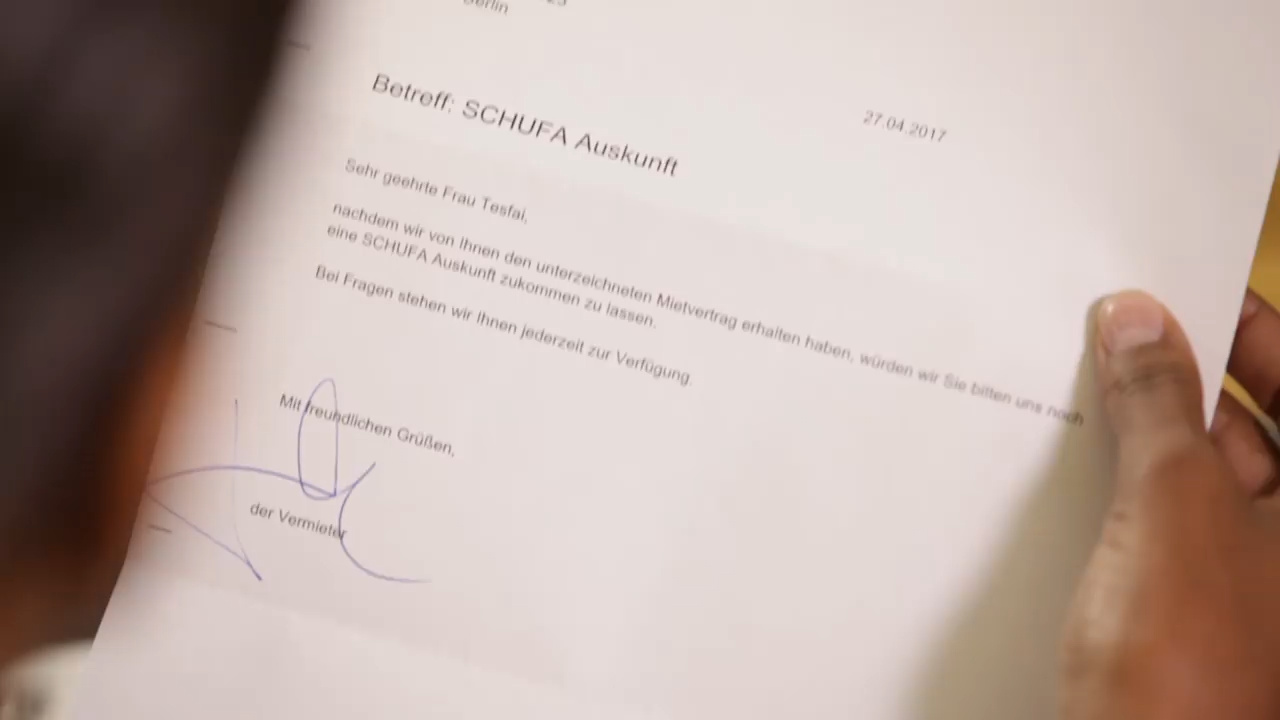 Berlin
27.04.2017
Betreff: SCHUFA Auskunft
Sehr geehrte Frau Tesfai,
nachdem wir von Ihnen den unterzeichneten Mietvertrag erhalten haben, würden wir Sie bitten uns noch
eine SCHUFA Auskunft zukommen zu lassen.
Bei Fragen stehen wir Ihnen jederzeit zur Verfügung.
Mit freundlichen Grüßen,
der Vermieter